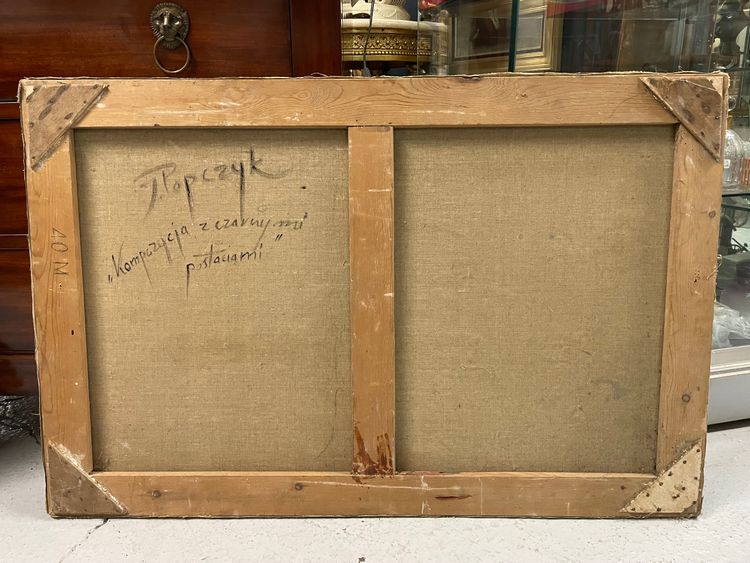 J. Popczyk
„Kompozycja z czarnymi
postaciami"
40 M